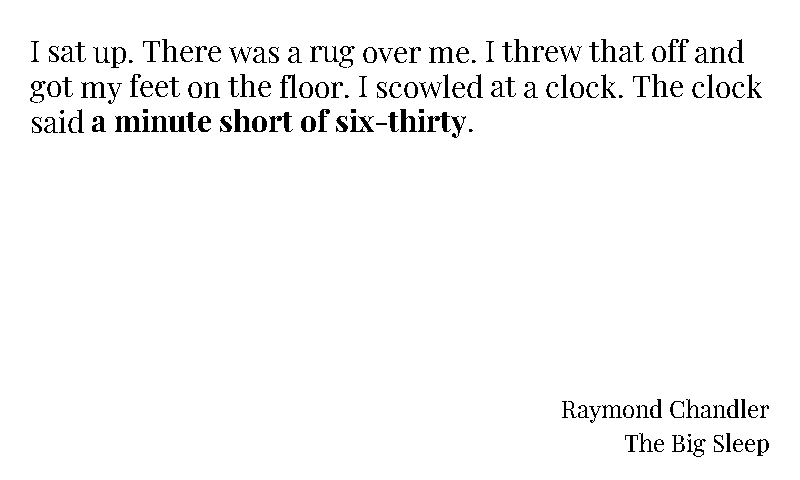 I sat up. There was a rug over me. I threw that off and
got my feet on the floor. I scowled at a clock. The clock
said a minute short of six-thirty.
Raymond Chandler
The Big Sleep